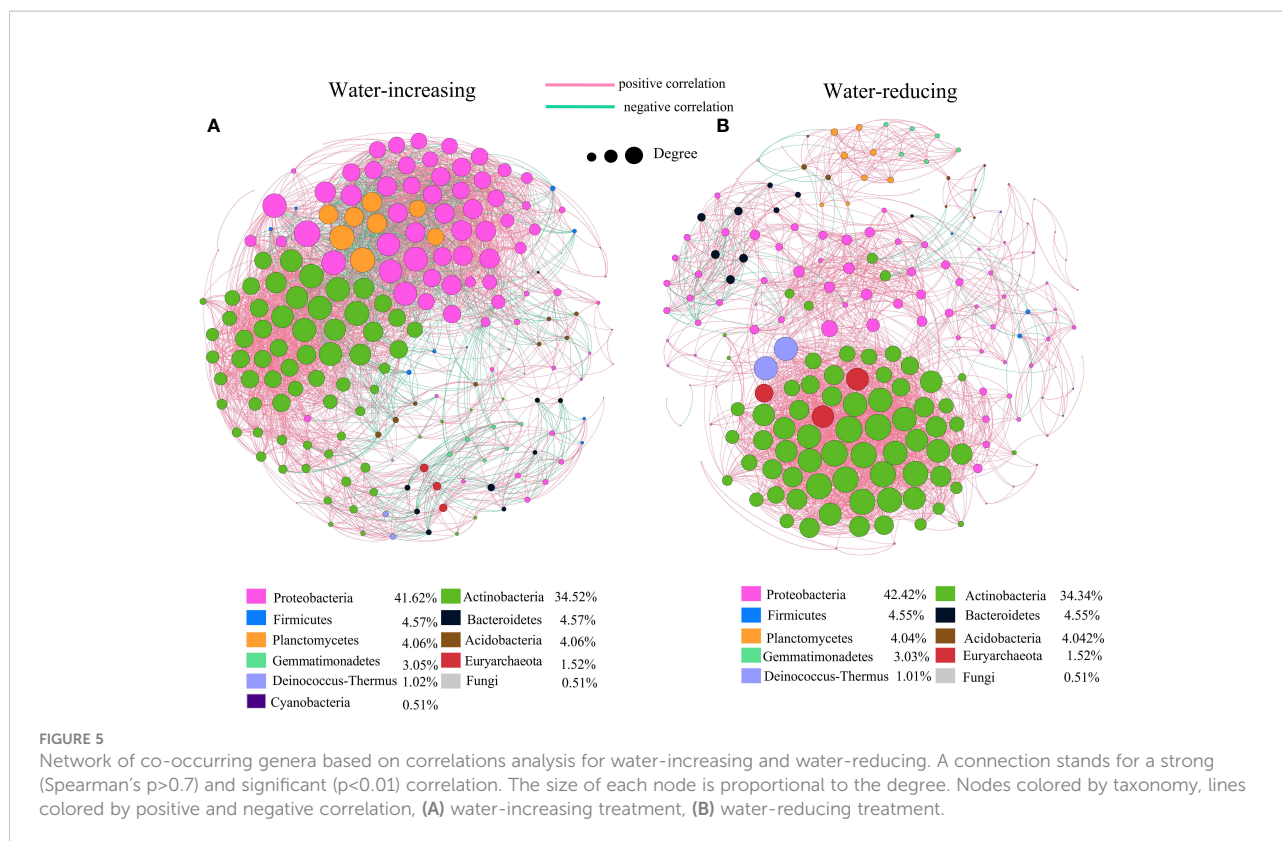 Water-increasing
positive correlation
negative correlation
Water-reducing
A
B
Degree
Proteobacteria 41.62% Actinobacteria 34.52%
Firmicutes 4.57% Bacteroidetes 4.57%
Planctomycetes 4.06% Acidobacteria 4.06%
Gemmatimonadetes 3.05% Euryarchaeota 1.52%
Deinococcus-Thermus 1.02% Fungi 0.51%
Cyanobacteria 0.51%
Proteobacteria 42.42% Actinobacteria 34.34%
Firmicutes 4.55% Bacteroidetes 4.55%
Planctomycetes 4.04% Acidobacteria 4.042%
Gemmatimonadetes 3.03% Euryarchaeota 1.52%
Deinococcus-Thermus 1.01% Fungi 0.51%
FIGURE 5
Network of co-occurring genera based on correlations analysis for water-increasing and water-reducing. A connection stands for a strong
(Spearman's p>0.7) and significant (p<0.01) correlation. The size of each node is proportional to the degree. Nodes colored by taxonomy, lines
colored by positive and negative correlation, (A) water-increasing treatment, (B) water-reducing treatment.